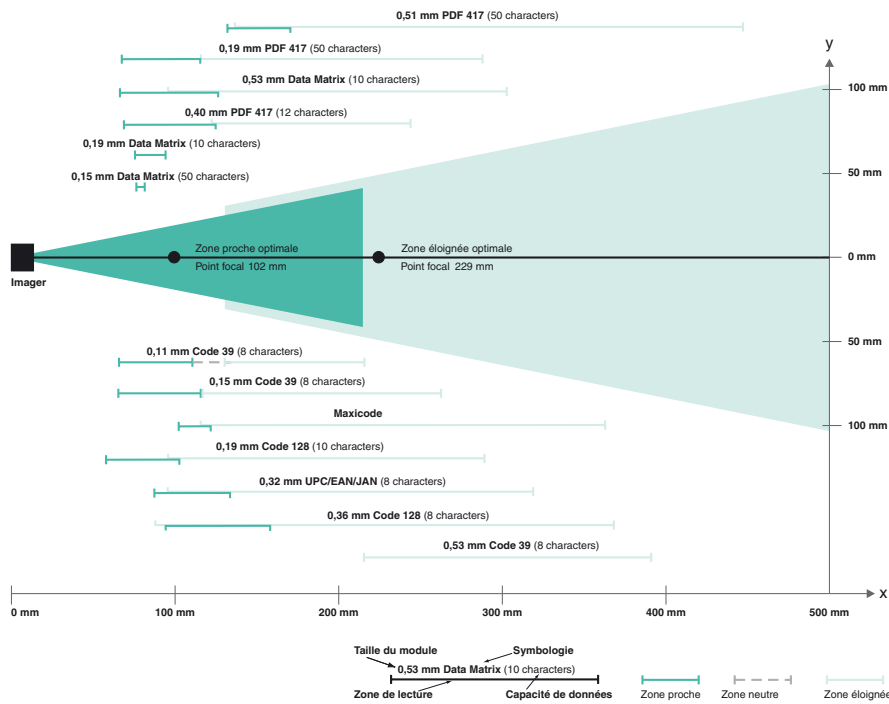 0,51 mm PDF 417 (50 characters)
y
0,19 mm PDF 417 (50 characters)
0,53 mm Data Matrix (10 characters)
100 mm
0,40 mm PDF 417 (12 characters)
0,19 mm Data Matrix (10 characters)
0,15 mm Data Matrix (50 characters)
50 mm
Zone proche optimale
Point focal 102 mm
Zone éloignée optimale
Point focal 229 mm
0 mm
Imager
50 mm
0,11 mm Code 39 (8 characters)
0,15 mm Code 39 (8 characters)
Maxicode
100 mm
0,19 mm Code 128 (10 characters)
0,32 mm UPC/EAN/JAN (8 characters)
0,36 mm Code 128 (8 characters)
0,53 mm Code 39 (8 characters)
x
0 mm 100 mm 200 mm 300 mm 400 mm 500 mm
Taille du module Symbologie
0,53 mm Data Matrix (10 characters)
Zone de lecture Capacité de données
Zone proche Zone neutre Zone éloignée